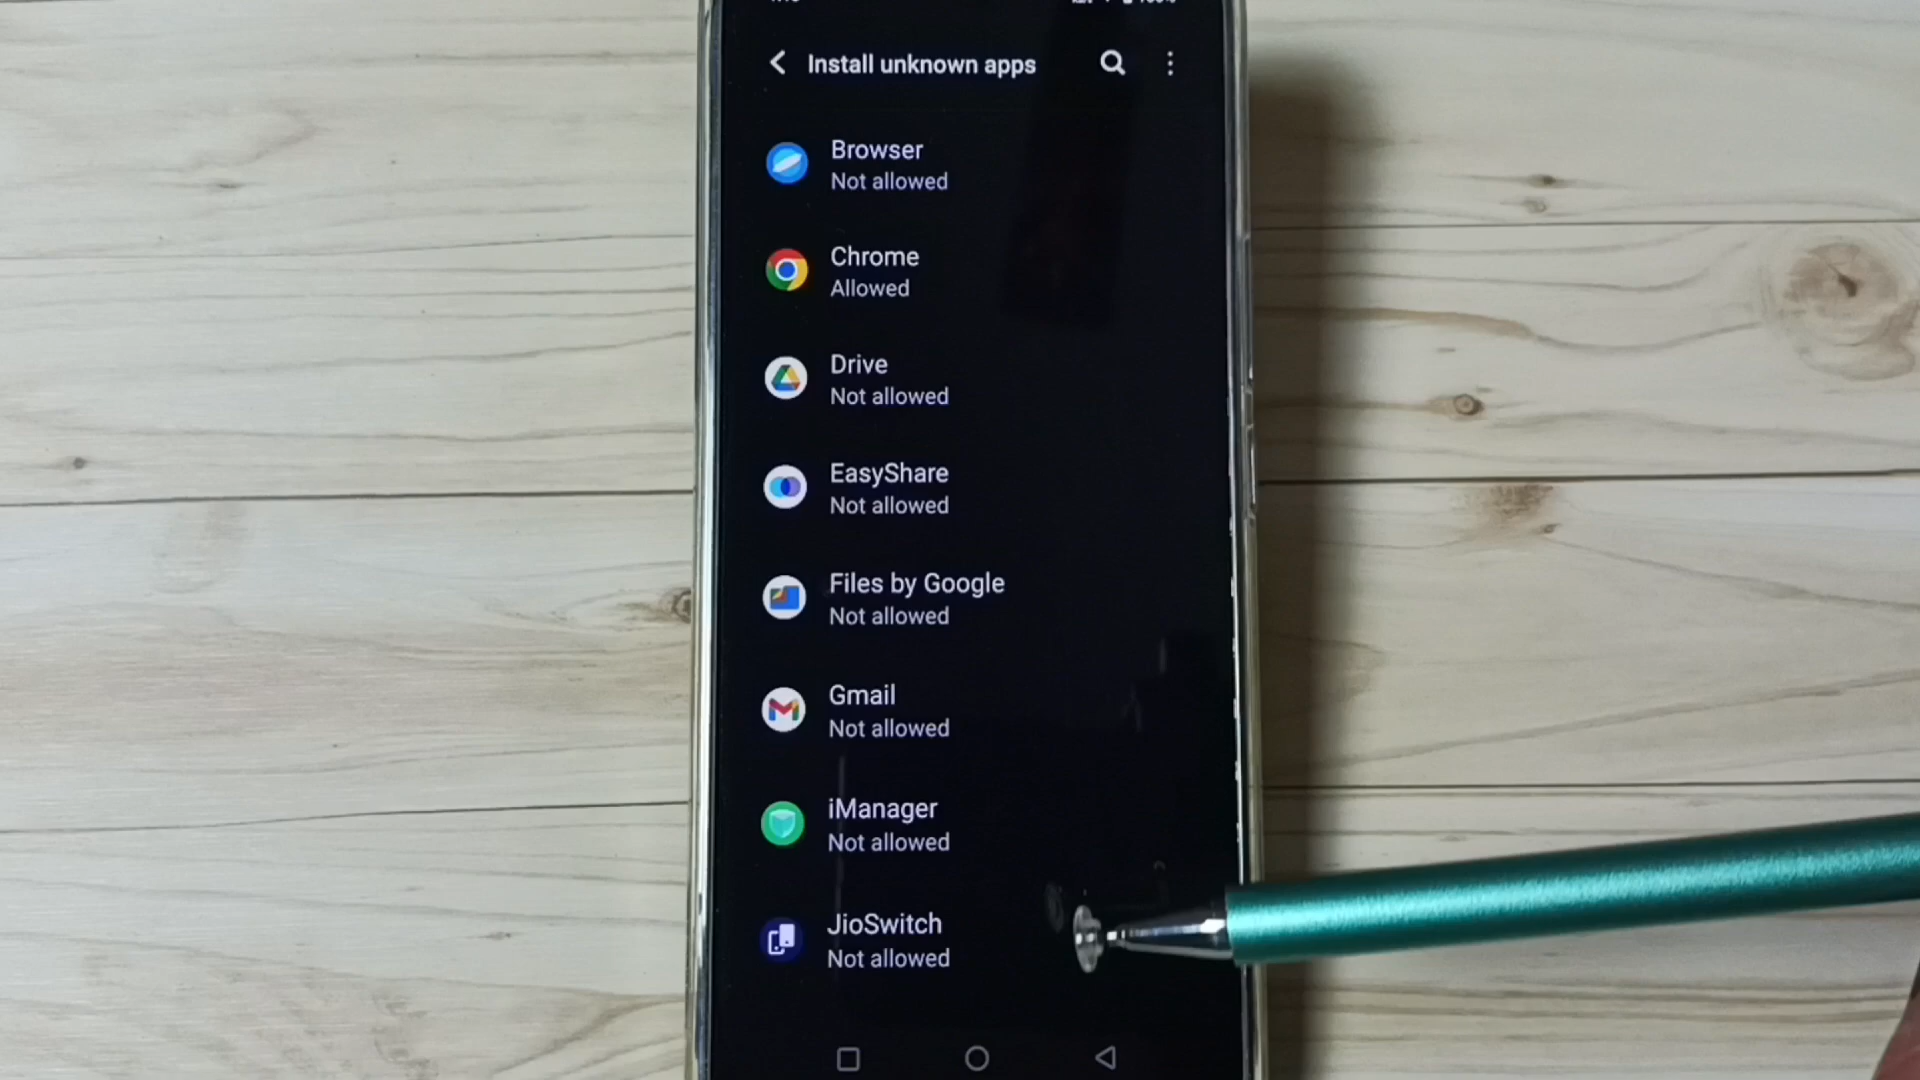 Install unknown apps
Browser
Not allowed
Chrome
Allowed
Drive
Not allowed
EasyShare
Not allowed
Files by Google
Not allowed
Gmail
Not allowed
iManager
Not allowed
JioSwitch
Not allowed